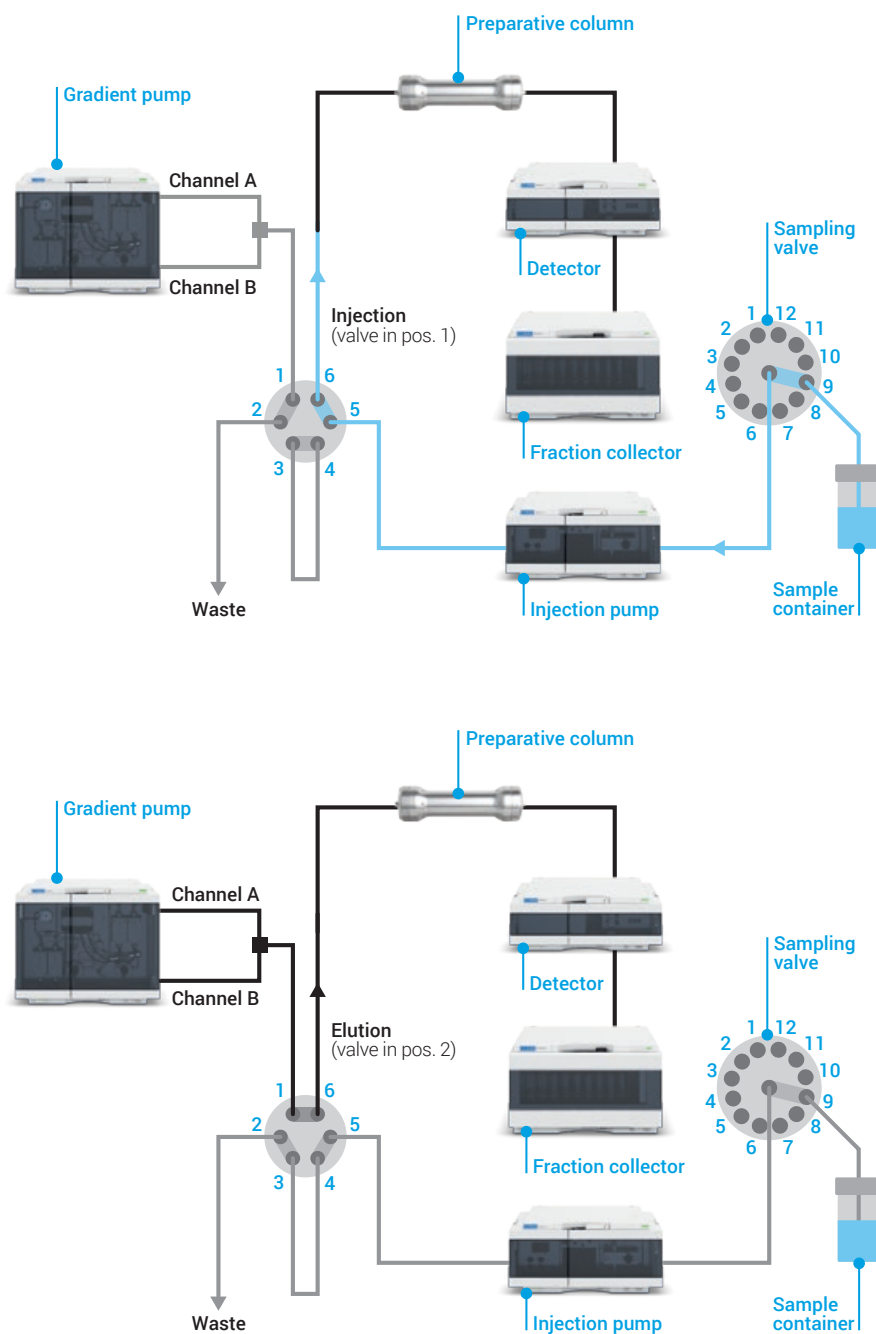 Preparative column
Gradient pump
Channel A
Channel B
Detector
Sampling
valve
Injection
(valve in pos. 1)
1
6
2
5
3
4
1
12
2
11
3
10
4
9
5
8
6
7
Fraction collector
Waste
Injection pump
Sample
container
Preparative column
Gradient pump
Channel A
Channel B
Detector
Sampling
valve
Elution
(valve in pos. 2)
1
6
2
5
3
4
1
12
2
11
3
10
4
9
5
8
6
7
Fraction collector
Waste
Injection pump
Sample
container